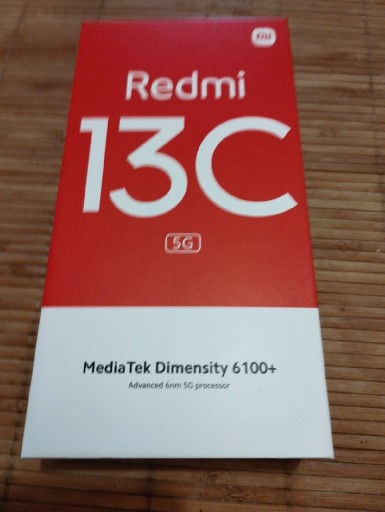 mi
Redmi
13C
5G
MediaTek Dimensity 6100+
Advanced 6nm 5G processor